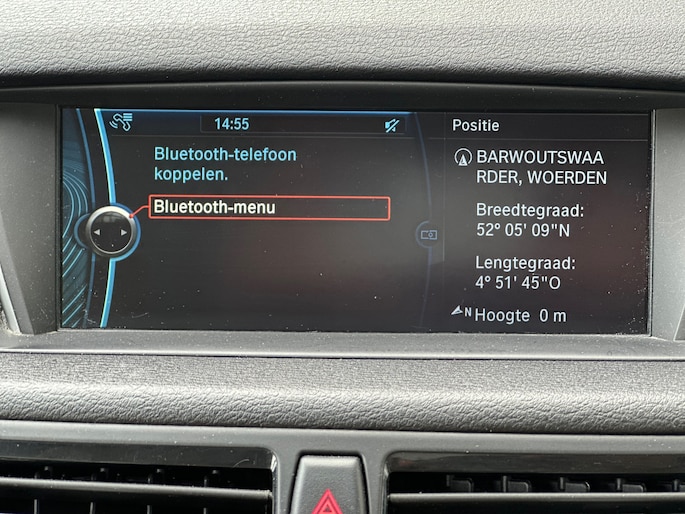 14:55
Bluetooth-telefoon
koppelen.
Bluetooth-menu
Positie
BARWOUTSWAA
RDER, WOERDEN
Breedtegraad:
52° 05' 09"N
Lengtegraad:
4° 51' 45"O
N Hoogte 0 m